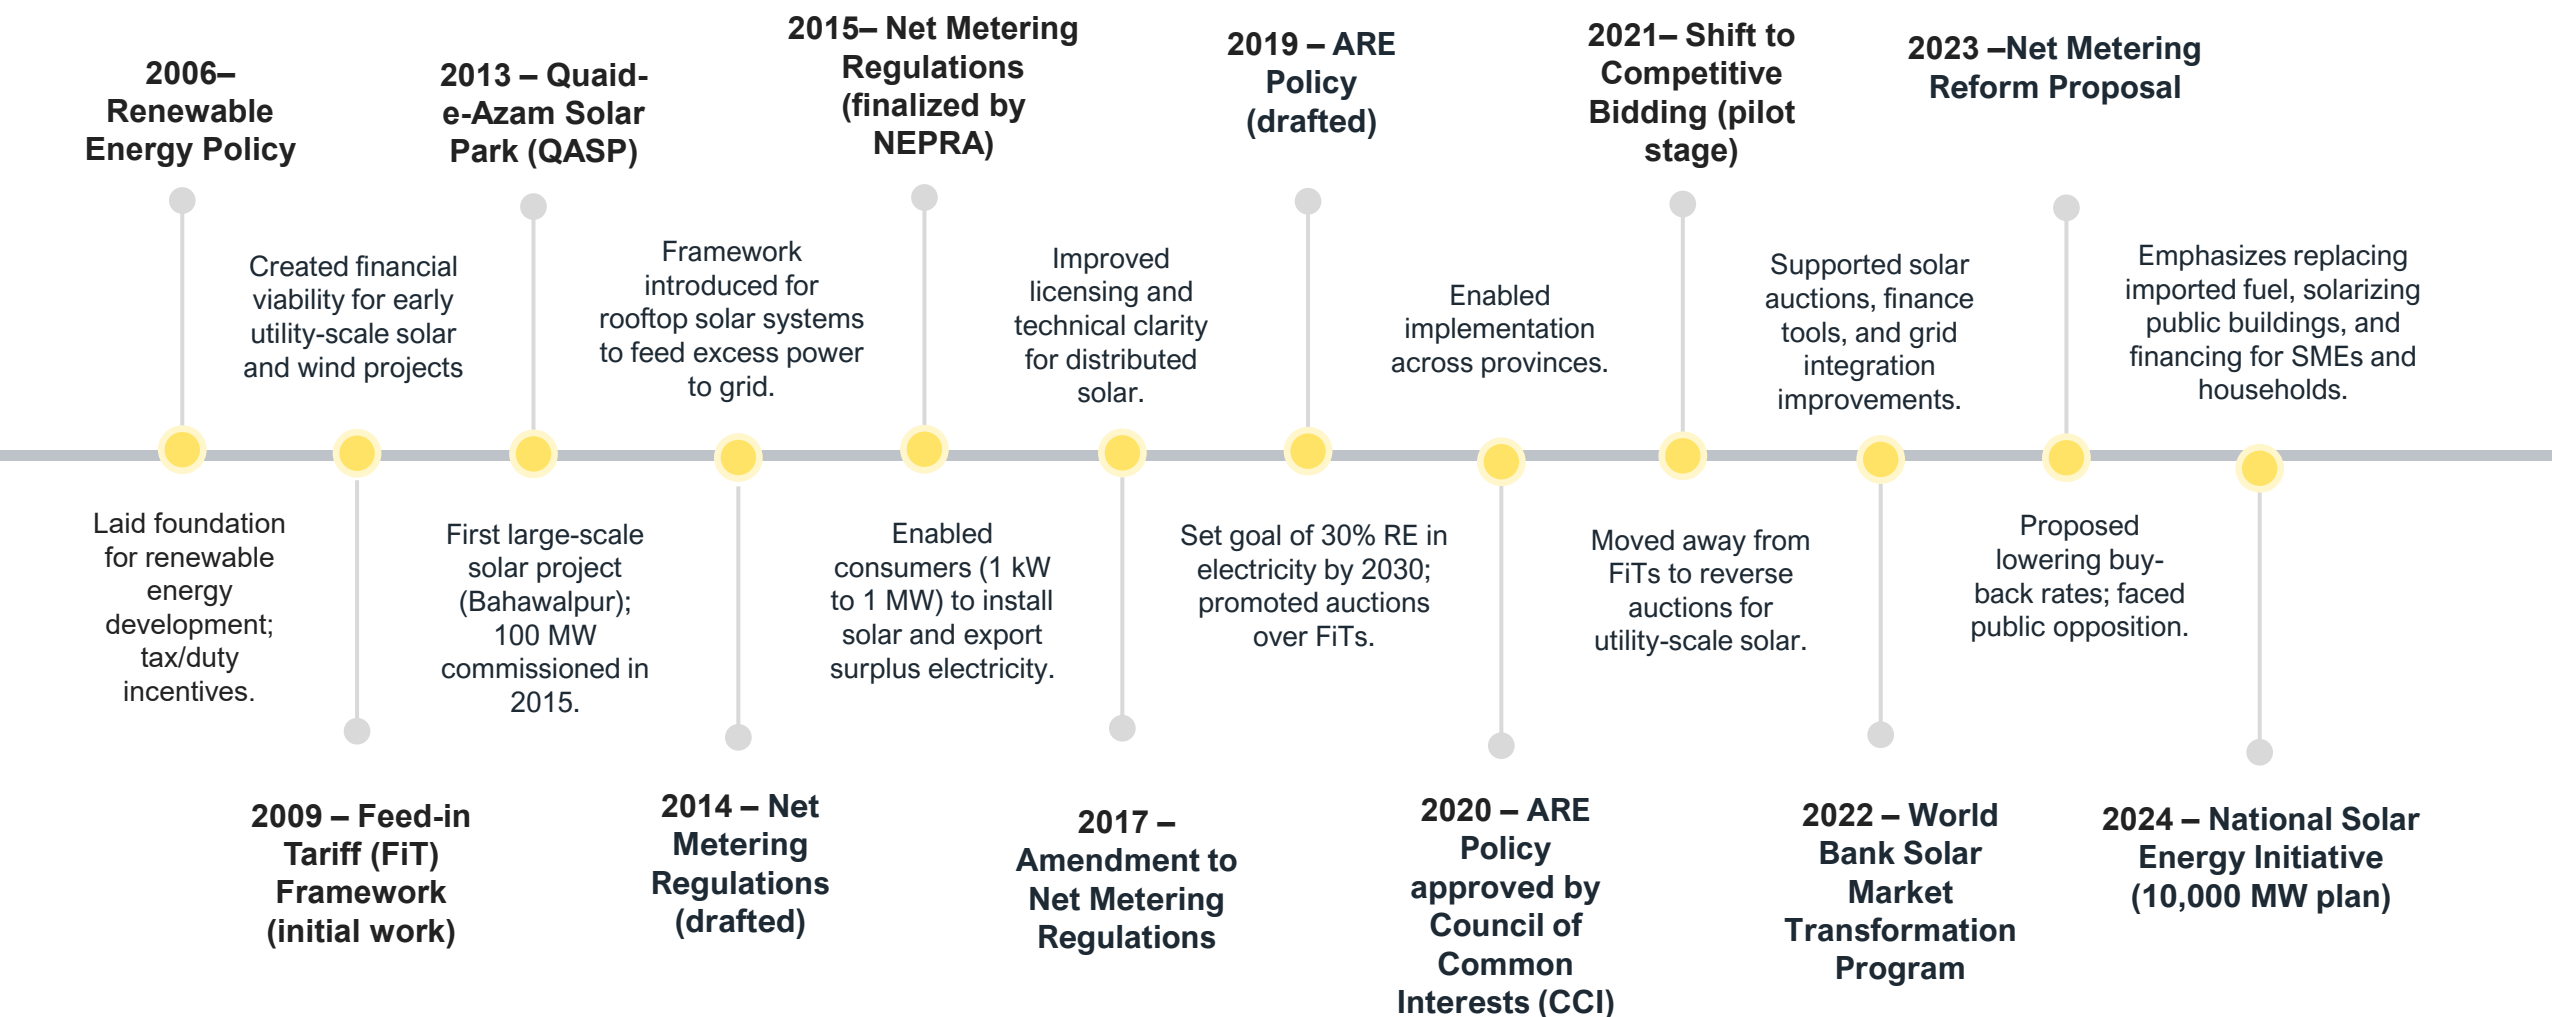 2006–
Renewable
Energy Policy
Laid foundation
for renewable
energy
development;
tax/duty
incentives.
Created financial
viability for early
utility-scale solar
and wind projects
2009 – Feed-in
Tariff (FiT)
Framework
(initial work)
2013 – Quaid-
e-Azam Solar
Park (QASP)
First large-scale
solar project
(Bahawalpur);
100 MW
commissioned in
2015.
Framework
introduced for
rooftop solar systems
to feed excess power
to grid.
2014 – Net
Metering
Regulations
(drafted)
2015– Net Metering
Regulations
(finalized by
NEPRA)
Enabled
consumers (1 kW
to 1 MW) to install
solar and export
surplus electricity.
Improved
licensing and
technical clarity
for distributed
solar.
2017 –
Amendment to
Net Metering
Regulations
2019 – ARE
Policy
(drafted)
Set goal of 30% RE in
electricity by 2030;
promoted auctions
over FiTs.
Enabled
implementation
across provinces.
2020 – ARE
Policy
approved by
Council of
Common
Interests (CCI)
2021– Shift to
Competitive
Bidding (pilot
stage)
Moved away from
FiTs to reverse
auctions for
utility-scale solar.
Supported solar
auctions, finance
tools, and grid
integration
improvements.
2022 – World
Bank Solar
Market
Transformation
Program
2023 –Net Metering
Reform Proposal
Proposed
lowering buy-
back rates; faced
public opposition.
Emphasizes replacing
imported fuel, solarizing
public buildings, and
financing for SMEs and
households.
2024 – National Solar
Energy Initiative
(10,000 MW plan)